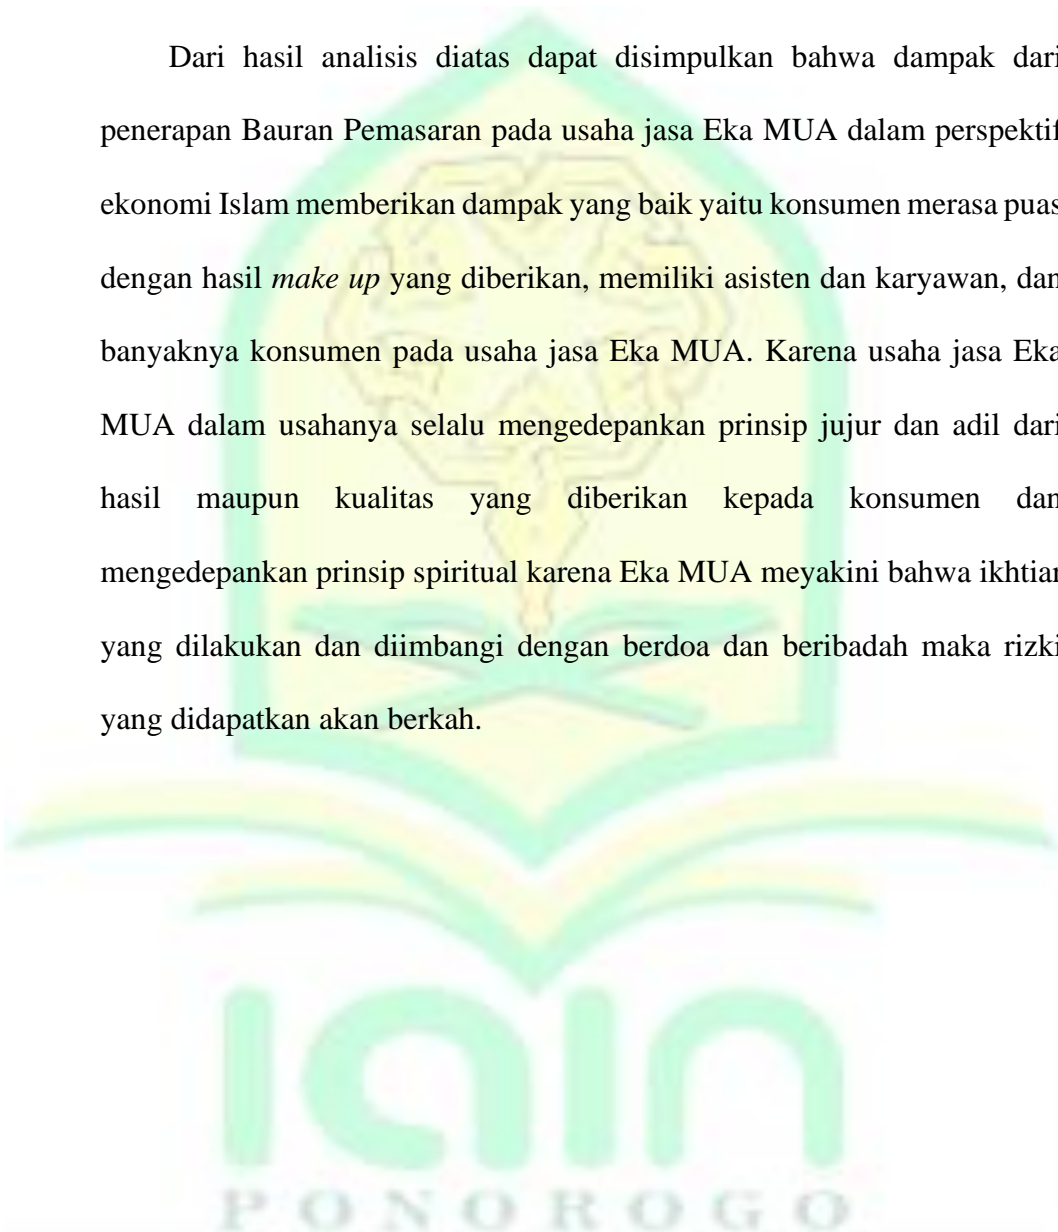 Dari hasil analisis diatas dapat disimpulkan bahwa dampak dari
penerapan Bauran Pemasaran pada usaha jasa Eka MUA dalam perspektif
ekonomi Islam memberikan dampak yang baik yaitu konsumen merasa puas
dengan hasil make up yang diberikan, memiliki asisten dan karyawan, dan
banyaknya konsumen pada usaha jasa Eka MUA. Karena usaha jasa Eka
MUA dalam usahanya selalu mengedepankan prinsip jujur dan adil dari
hasil maupun kualitas yang diberikan kepada konsumen dan
mengedepankan prinsip spiritual karena Eka MUA meyakini bahwa ikhtiar
yang dilakukan dan diimbangi dengan berdoa dan beribadah maka rizki
yang didapatkan akan berkah.
iain
PONOROGO